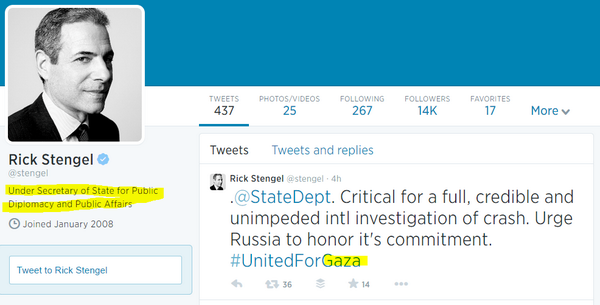 TWEETS PHOTOS/VIDEOS FOLLOWING FOLLOWERS FAVORITES
437 25 267 14K 17 More
Rick Stengel
@stengel
Under Secretary of State for Public
Diplomacy and Public Affairs
Joined January 2008
Tweet to Rick Stengel
Tweets Tweets and replies
Rick Stengel @stengel · 4h
.@StateDept. Critical for a full, credible and
unimpeded intl investigation of crash. Urge
Russia to honor it's commitment.
#UnitedForGaza
36 14